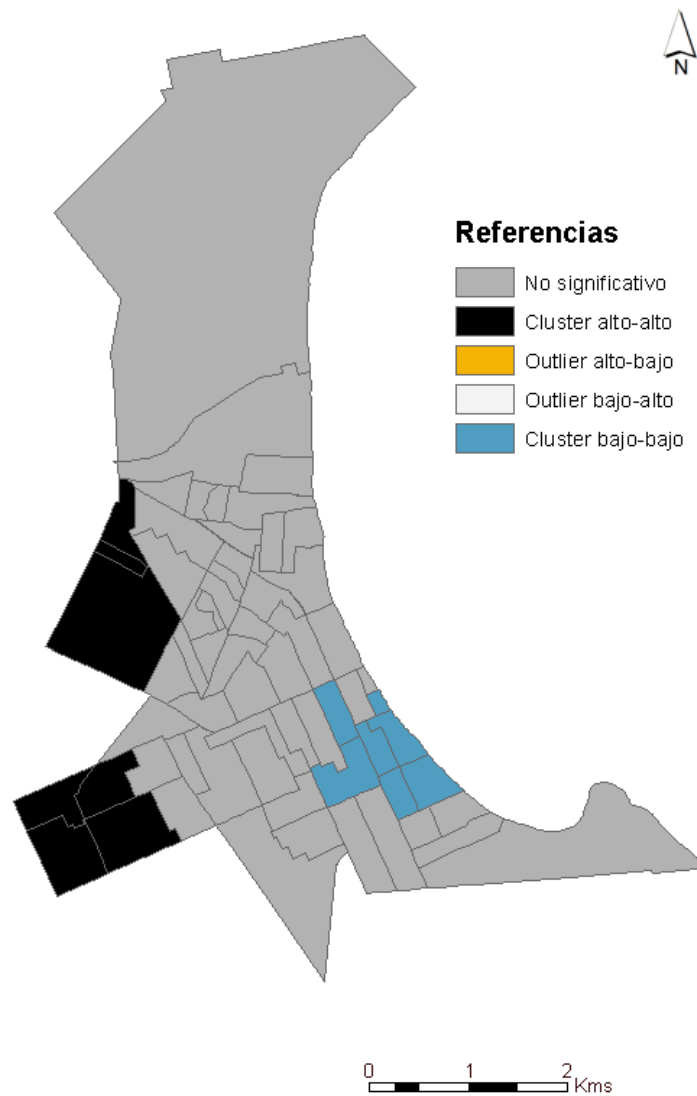 N
Referencias
No significativo
Cluster alto-alto
Outlier alto-bajo
Outlier bajo-alto
Cluster bajo-bajo
0 1 2
Kms